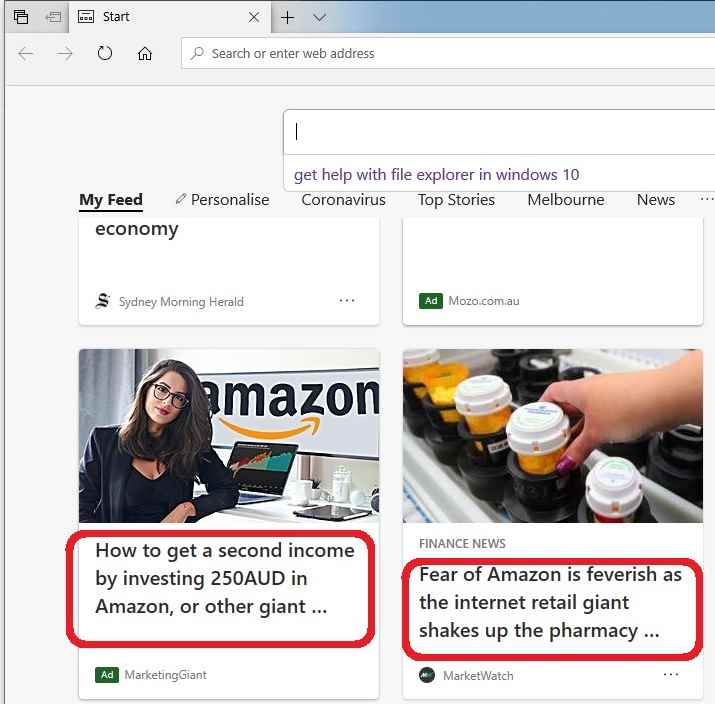 Start
Search or enter web address
get help with file explorer in windows 10
My Feed
Personalise
Coronavirus
Top Stories
Melbourne
News
...
economy
Sydney Morning Herald
...
Ad Mozo.com.au
amazon
How to get a second income
by investing 250AUD in
Amazon, or other giant ...
Ad MarketingGiant
FINANCE NEWS
Fear of Amazon is feverish as
the internet retail giant
shakes up the pharmacy ...
MarketWatch
...